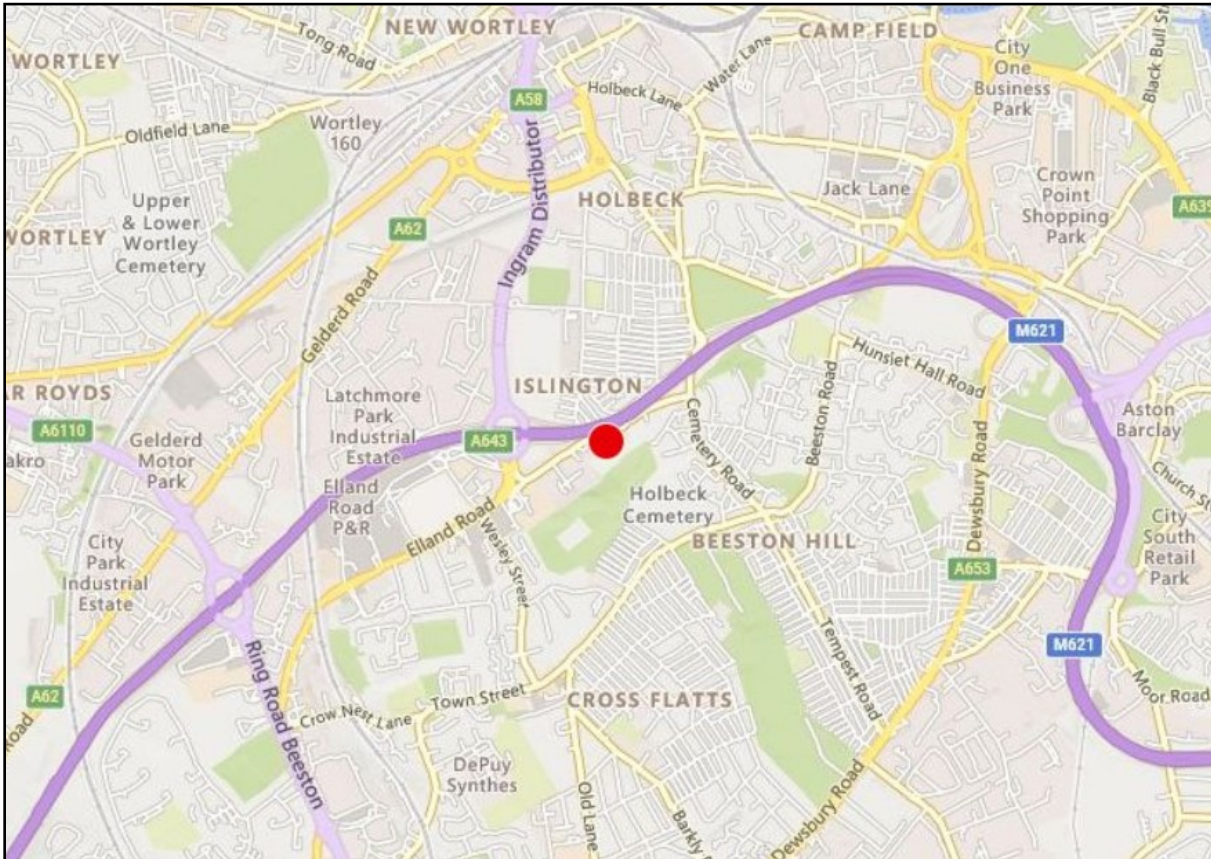 NEW WORTLEY
CAMP FIELD
Tong Road
WORTLEY
Water Lane
City
One
Business
Park
Black Bull St
A58
Holbeck Lane
Oldfield Lane
Wortley
160
Ingram Distributor
HOLBECK
Jack Lane
Crown
Point
Shopping
Park
A639
Upper
& Lower
Wortley
Cemetery
WORTLEY
A62
Gelderd Road
M621
Hunslet Hall Road
AR ROYDS
Latchmore
Park
Industrial
Estate
ISLINGTON
Cemetery Road
Beeston Road
Aston
Barclay
A6110
A643
akro
Gelderd
Motor
Park
Elland
Road
P&R
Elland Road
Wesley Street
Holbeck
Cemetery
BEESTON HILL
Dewsbury Road
Church St
City
South
Retail
Park
City
Park
Industrial
Estate
A653
Tempest Road
M621
Ring Road Beeston
A62
Road
Town Street
CROSS FLATTS
Moor Road
Crow Nest Lane
DePuy
Synthes
Old Lane
Barkly
Dewsbury Road